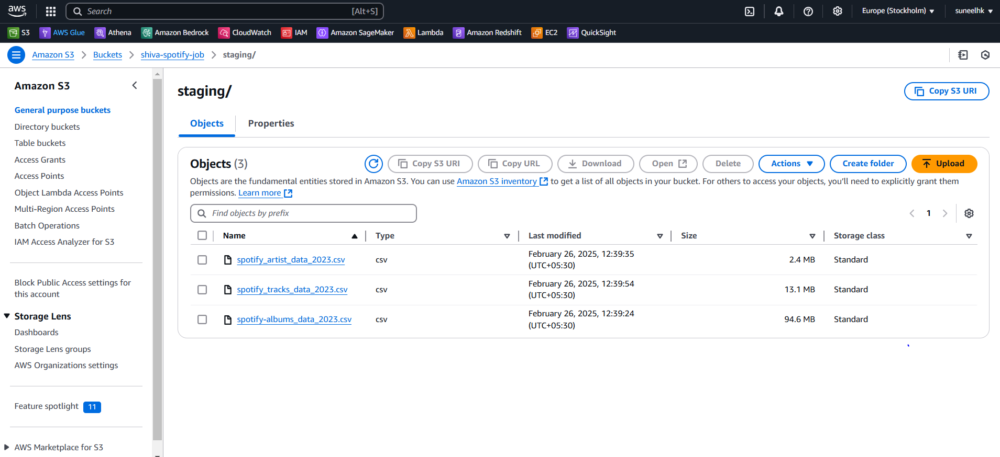 aws
Search [Alt+S]
Europe (Stockholm)
suneelhk
S3
AWS Glue
Athena
Amazon Bedrock
CloudWatch
IAM
Amazon SageMaker
Lambda
Amazon Redshift
EC2
QuickSight
Amazon S3
Buckets
shiva-spotify-job
staging/
Amazon S3
General purpose buckets
Directory buckets
Table buckets
Access Grants
Access Points
Object Lambda Access Points
Multi-Region Access Points
Batch Operations
IAM Access Analyzer for S3
Block Public Access settings for
this account
Storage Lens
Dashboards
Storage Lens groups
AWS Organizations settings
Feature spotlight 11
AWS Marketplace for S3
staging/
Copy S3 URI
Objects
Properties
Objects (3)
Copy S3 URI
Copy URL
Download
Open
Delete
Actions
Create folder
Upload
Objects are the fundamental entities stored in Amazon S3. You can use Amazon S3 inventory to get a list of all objects in your bucket. For others to access your objects, you’ll need to explicitly grant them
permissions. Learn more
Find objects by prefix
1
Name
Type
Last modified
Size
Storage class
spotify_artist_data_2023.csv
csv
February 26, 2025, 12:39:35
(UTC+05:30)
2.4 MB
Standard
spotify_tracks_data_2023.csv
csv
February 26, 2025, 12:39:54
(UTC+05:30)
13.1 MB
Standard
spotify-albums_data_2023.csv
csv
February 26, 2025, 12:39:24
(UTC+05:30)
94.6 MB
Standard